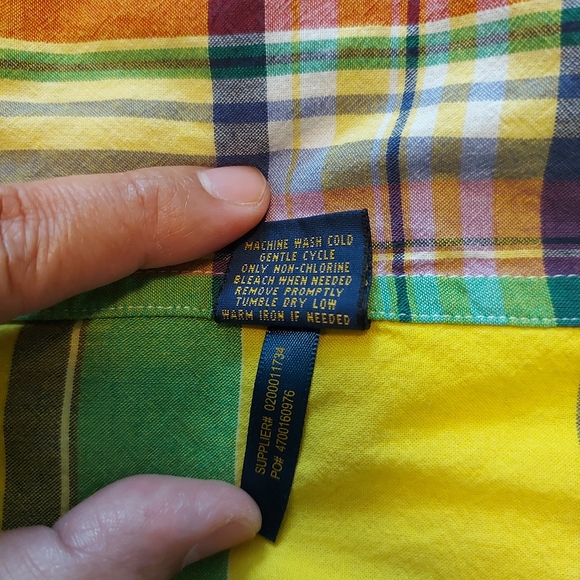 MACHINE WASH COLD
GENTLE CYCLE
ONLY NON-CHLORINE
BLEACH WHEN NEEDED
REMOVE PROMPTLY
TUMBLE DRY LOW
WARM IRON IF NEEDED
SUPPLIER# 0200011734
PO# 4700160976